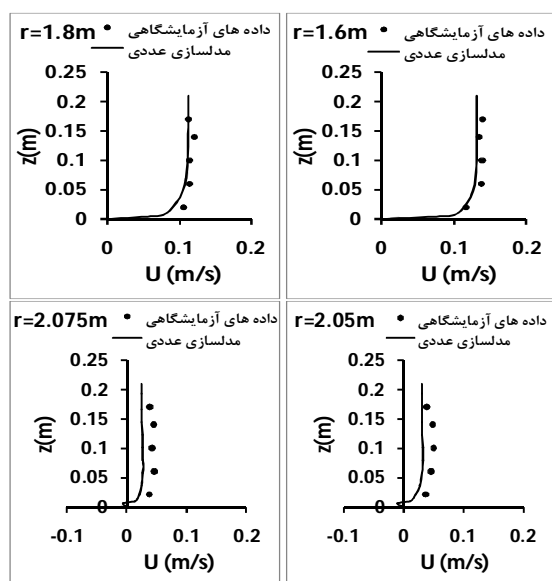 r=1.8m
داده های آزمایشگاهی
مدلسازی عددی
0.25
0.2
0.15
0.1
0.05
0
z(m)
0 0.1 0.2
U (m/s)
r=1.6m
داده های آزمایشگاهی
مدلسازی عددی
0.25
0.2
0.15
0.1
0.05
0
z(m)
0 0.1 0.2
U (m/s)
r=2.075m
داده های آزمایشگاهی
مدلسازی عددی
0.25
0.2
0.15
0.1
0.05
0
z(m)
-0.1 0 0.1 0.2
U (m/s)
r=2.05m
داده های آزمایشگاهی
مدلسازی عددی
0.25
0.2
0.15
0.1
0.05
0
z(m)
-0.1 0 0.1 0.2
U (m/s)